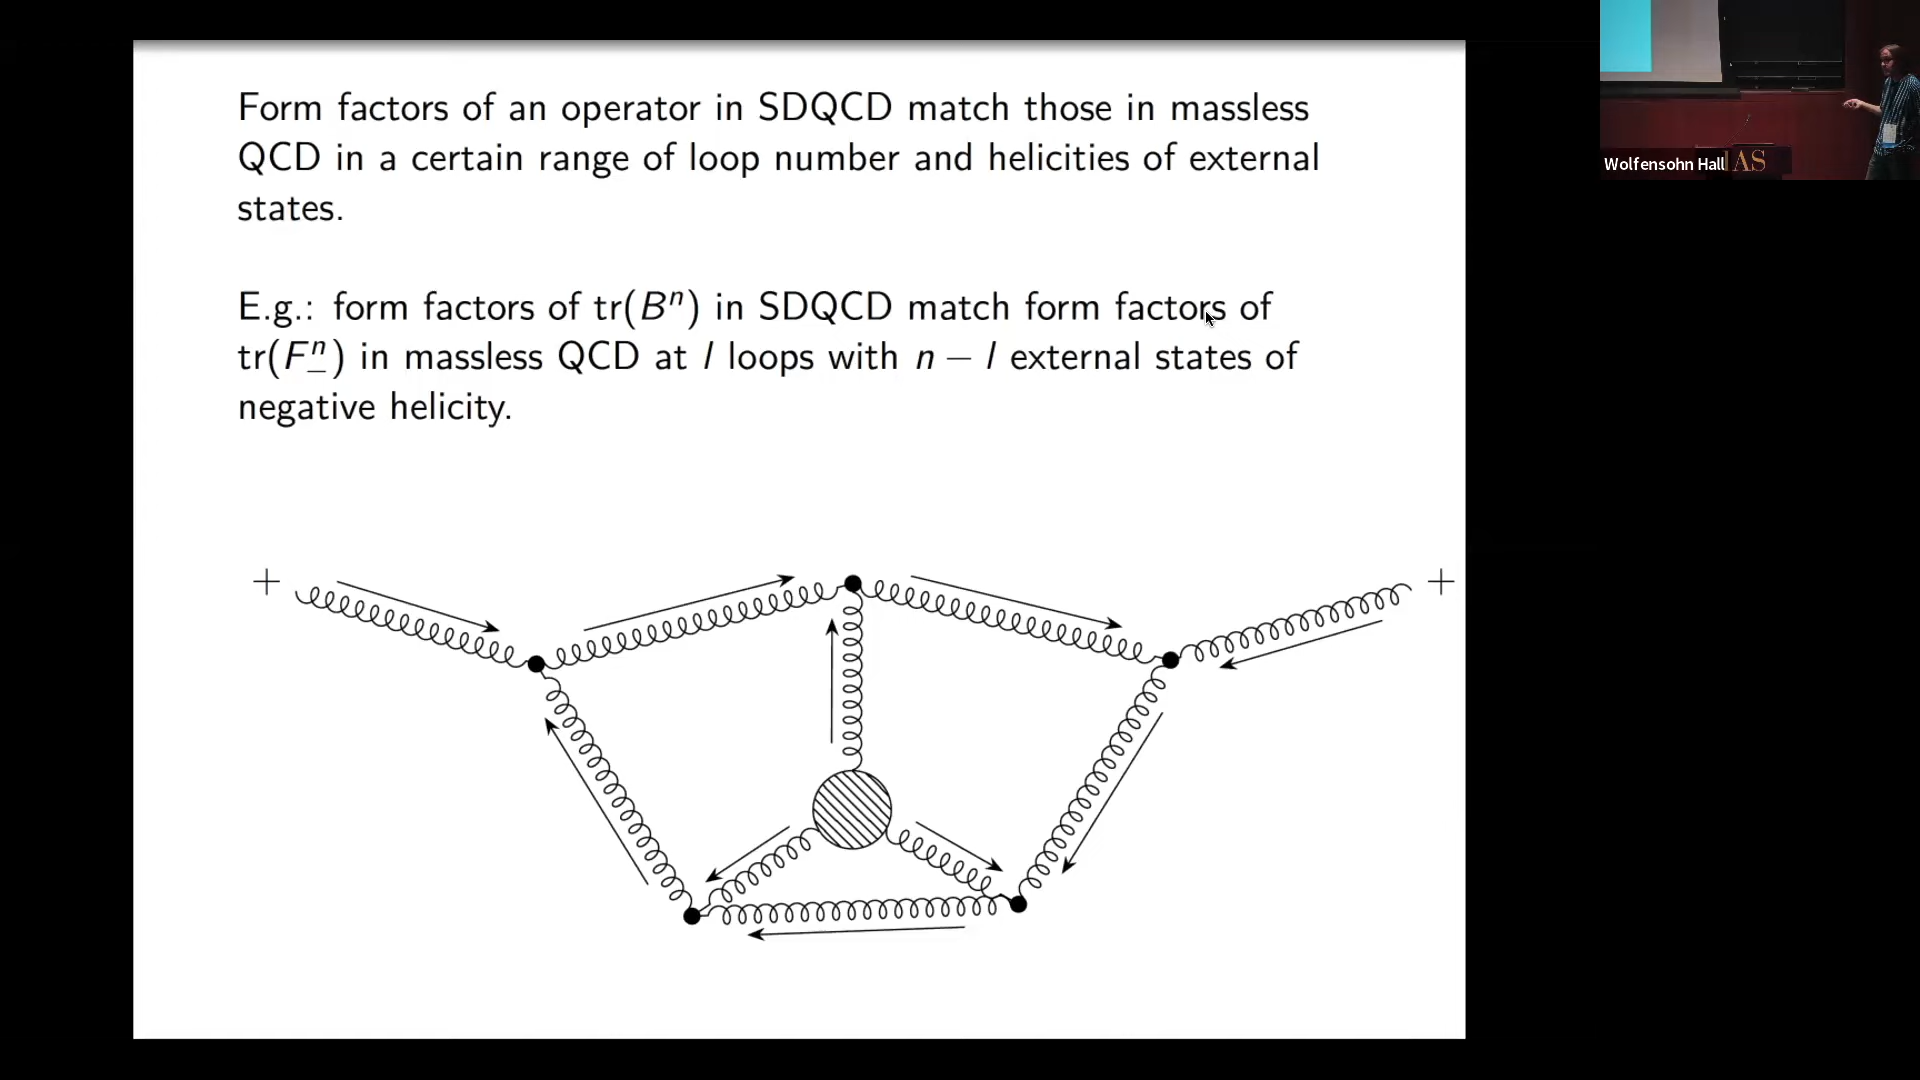 Form factors of an operator in SDQCD match those in massless
QCD in a certain range of loop number and helicities of external
states.
E.g.: form factors of tr(Bⁿ) in SDQCD match form factors of
tr(F₋ⁿ) in massless QCD at l loops with n − l external states of
negative helicity.
+
+
Wolfensohn Hall
IAS